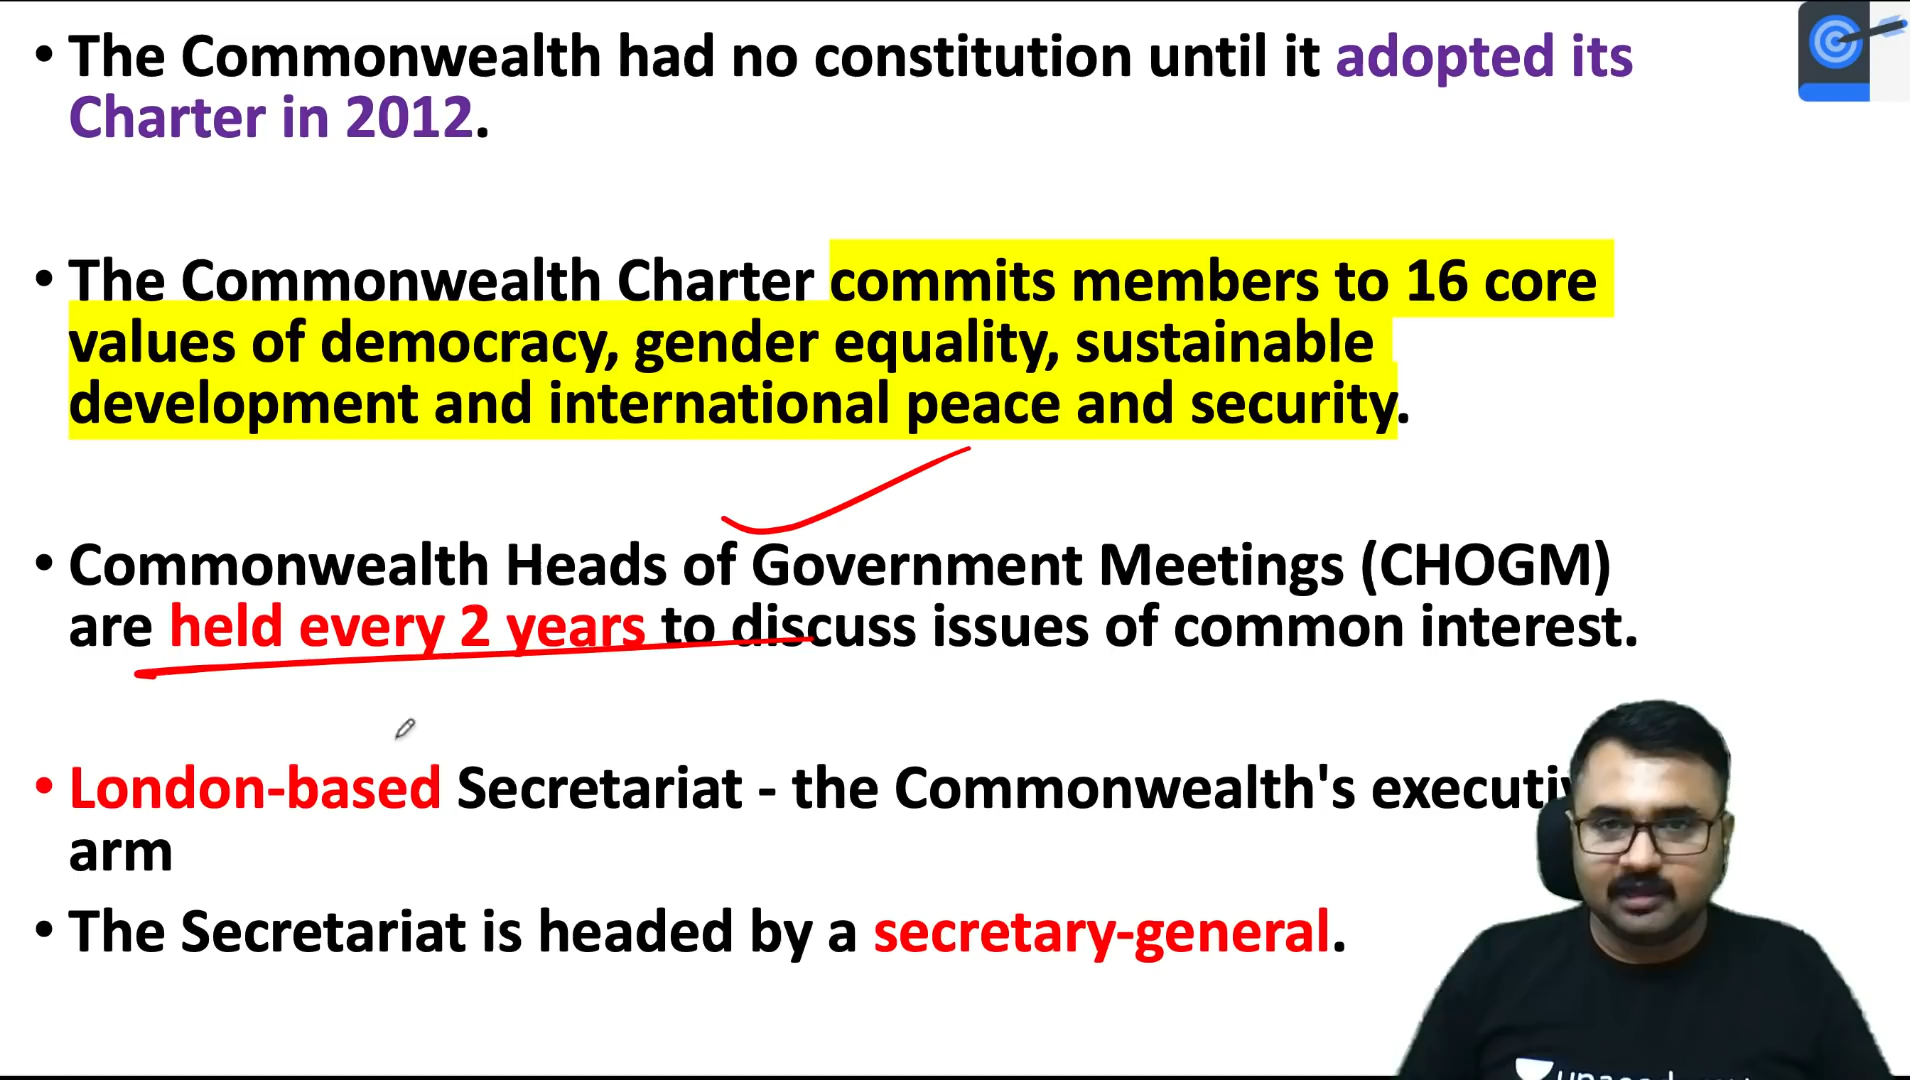 • The Commonwealth had no constitution until it adopted its
Charter in 2012.
• The Commonwealth Charter commits members to 16 core
values of democracy, gender equality, sustainable
development and international peace and security.
• Commonwealth Heads of Government Meetings (CHOGM)
are held every 2 years to discuss issues of common interest.
• London-based Secretariat - the Commonwealth's
arm
• The Secretariat is headed by a secretary-general.